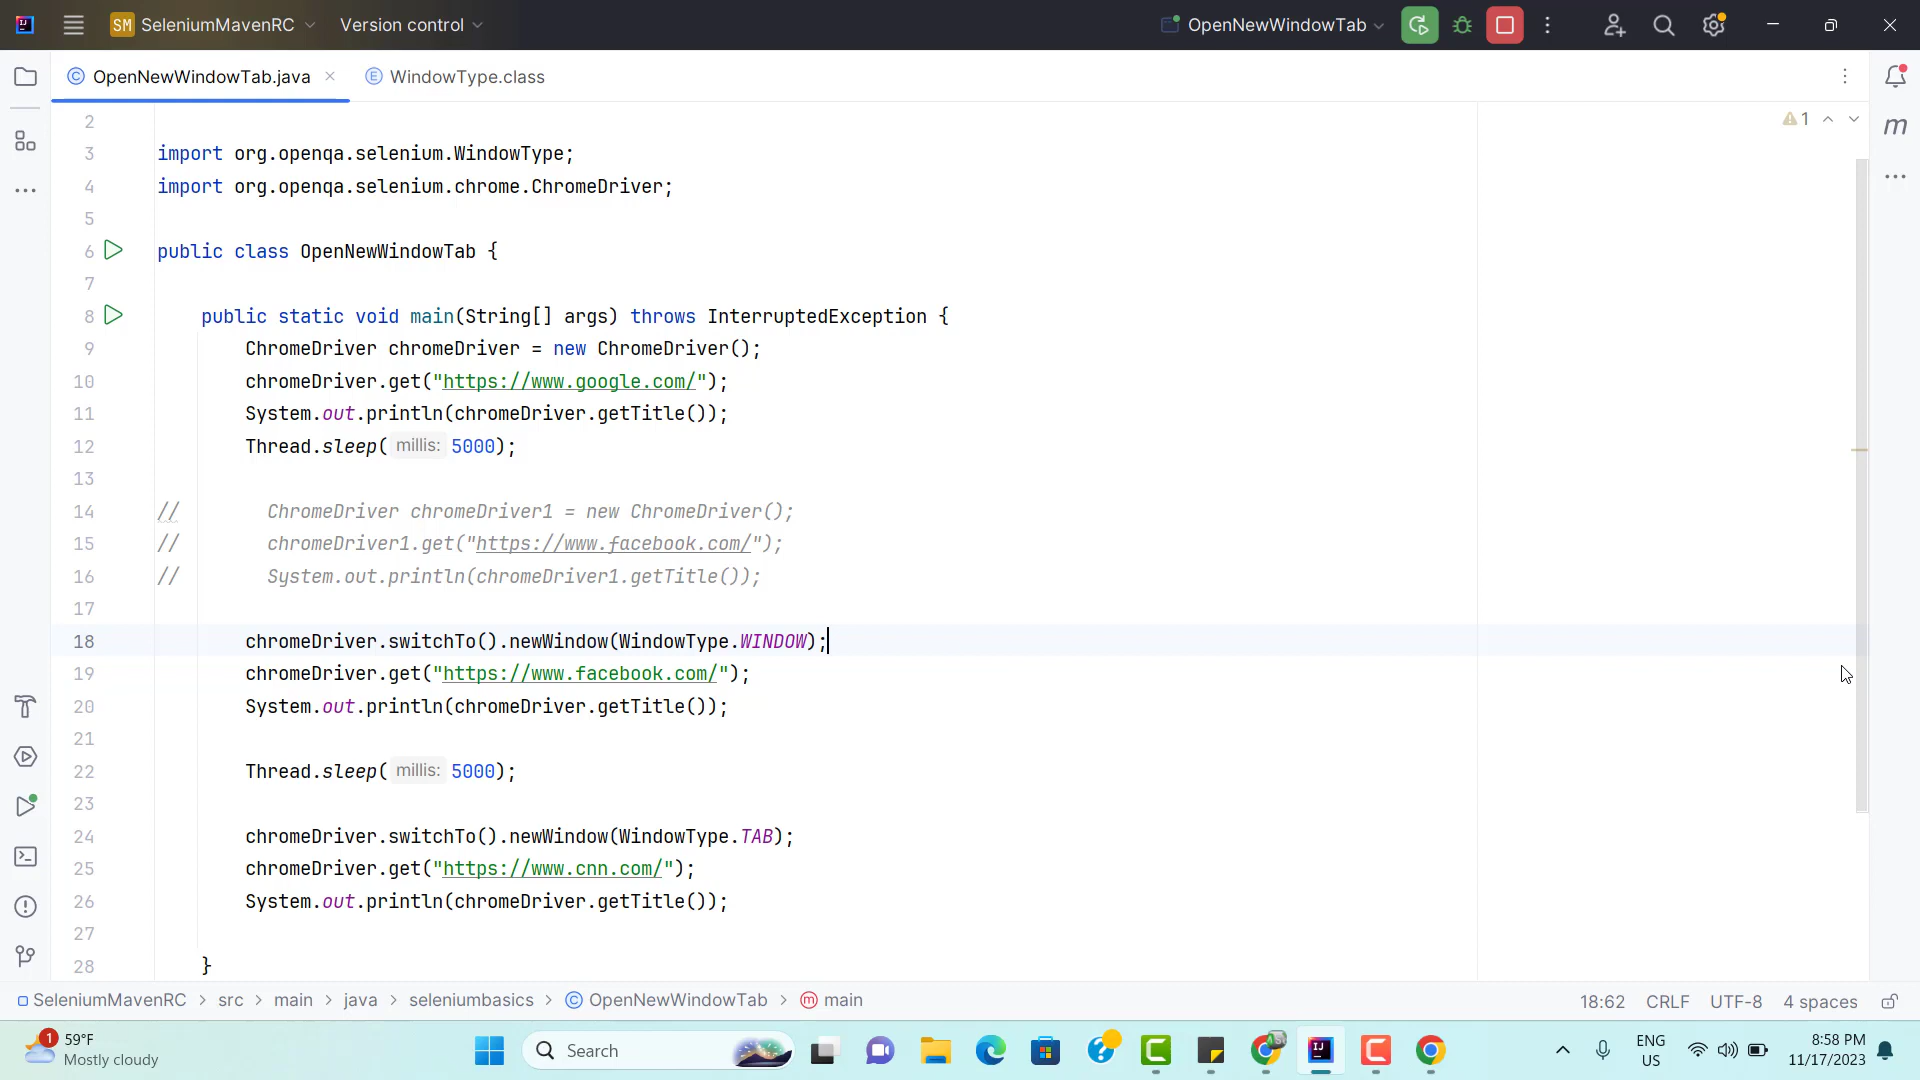 SM SeleniumMavenRC Version control OpenNewWindowTab
OpenNewWindowTab.java WindowType.class
1
2
3 import org.openqa.selenium.WindowType;
4 import org.openqa.selenium.chrome.ChromeDriver;
5
6 public class OpenNewWindowTab {
7
8 public static void main(String[] args) throws InterruptedException {
9 ChromeDriver chromeDriver = new ChromeDriver();
10 chromeDriver.get("https://www.google.com/");
11 System.out.println(chromeDriver.getTitle());
12 Thread.sleep( millis: 5000);
13
14 // ChromeDriver chromeDriver1 = new ChromeDriver();
15 // chromeDriver1.get("https://www.facebook.com/");
16 // System.out.println(chromeDriver1.getTitle());
17
18 chromeDriver.switchTo().newWindow(WindowType.WINDOW);
19 chromeDriver.get("https://www.facebook.com/");
20 System.out.println(chromeDriver.getTitle());
21
22 Thread.sleep( millis: 5000);
23
24 chromeDriver.switchTo().newWindow(WindowType.TAB);
25 chromeDriver.get("https://www.cnn.com/");
26 System.out.println(chromeDriver.getTitle());
27
28 }
SeleniumMavenRC > src > main > java > seleniumbasics > OpenNewWindowTab > main 18:62 CRLF UTF-8 4 spaces
1 59°F
Mostly cloudy
Search
ENG
US
8:58 PM
11/17/2023